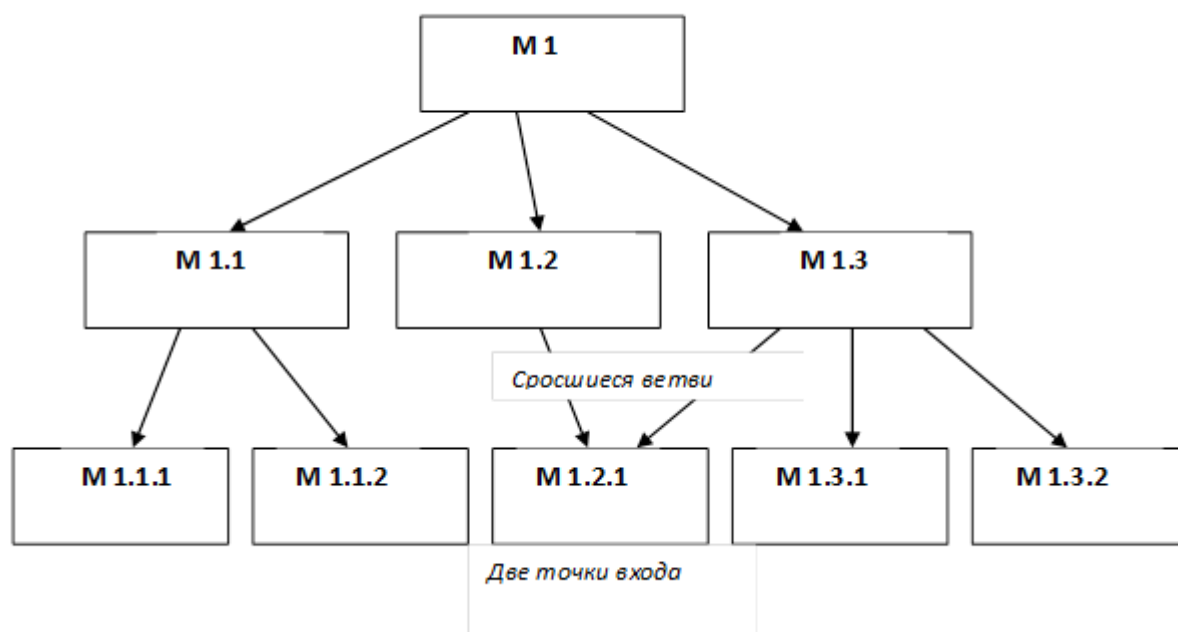 М 1
М 1.1
М 1.2
М 1.3
Сросшиеся ветви
М 1.1.1
М 1.1.2
М 1.2.1
М 1.3.1
М 1.3.2
Две точки входа